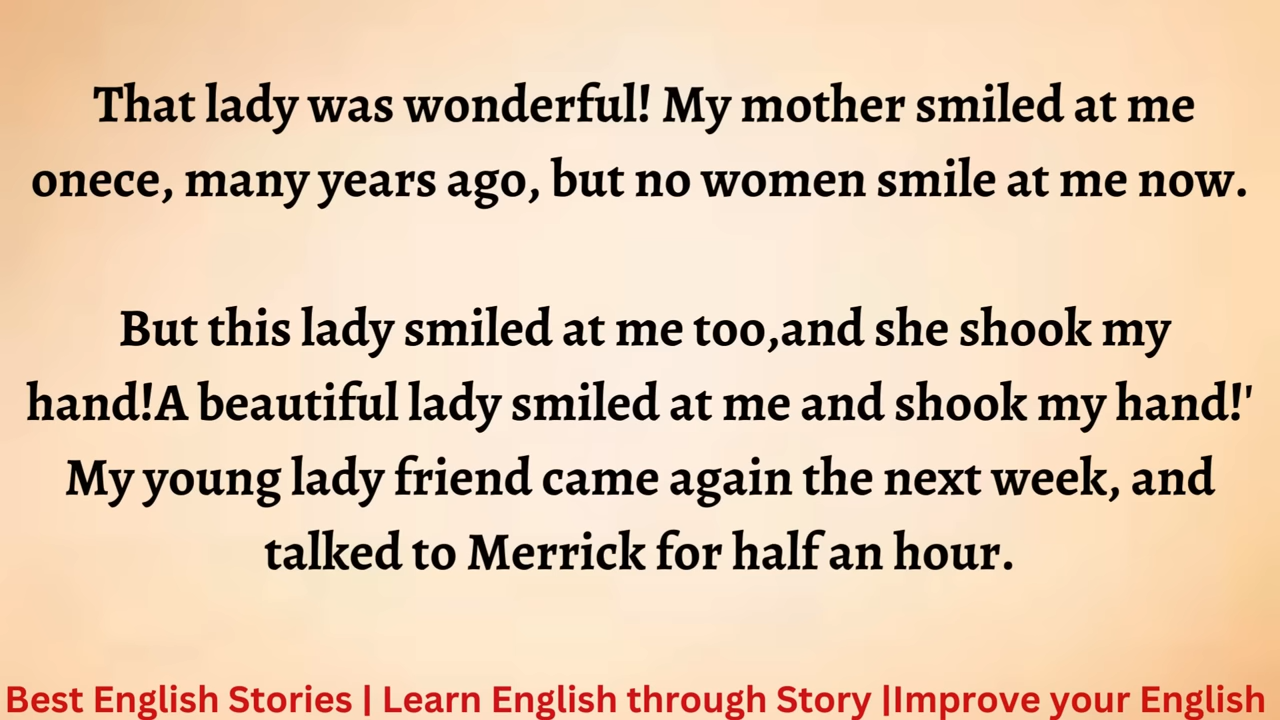 That lady was wonderful! My mother smiled at me
onece, many years ago, but no women smile at me now.
But this lady smiled at me too,and she shook my
hand!A beautiful lady smiled at me and shook my hand!'
My young lady friend came again the next week, and
talked to Merrick for half an hour.
Best English Stories | Learn English through Story |Improve your English